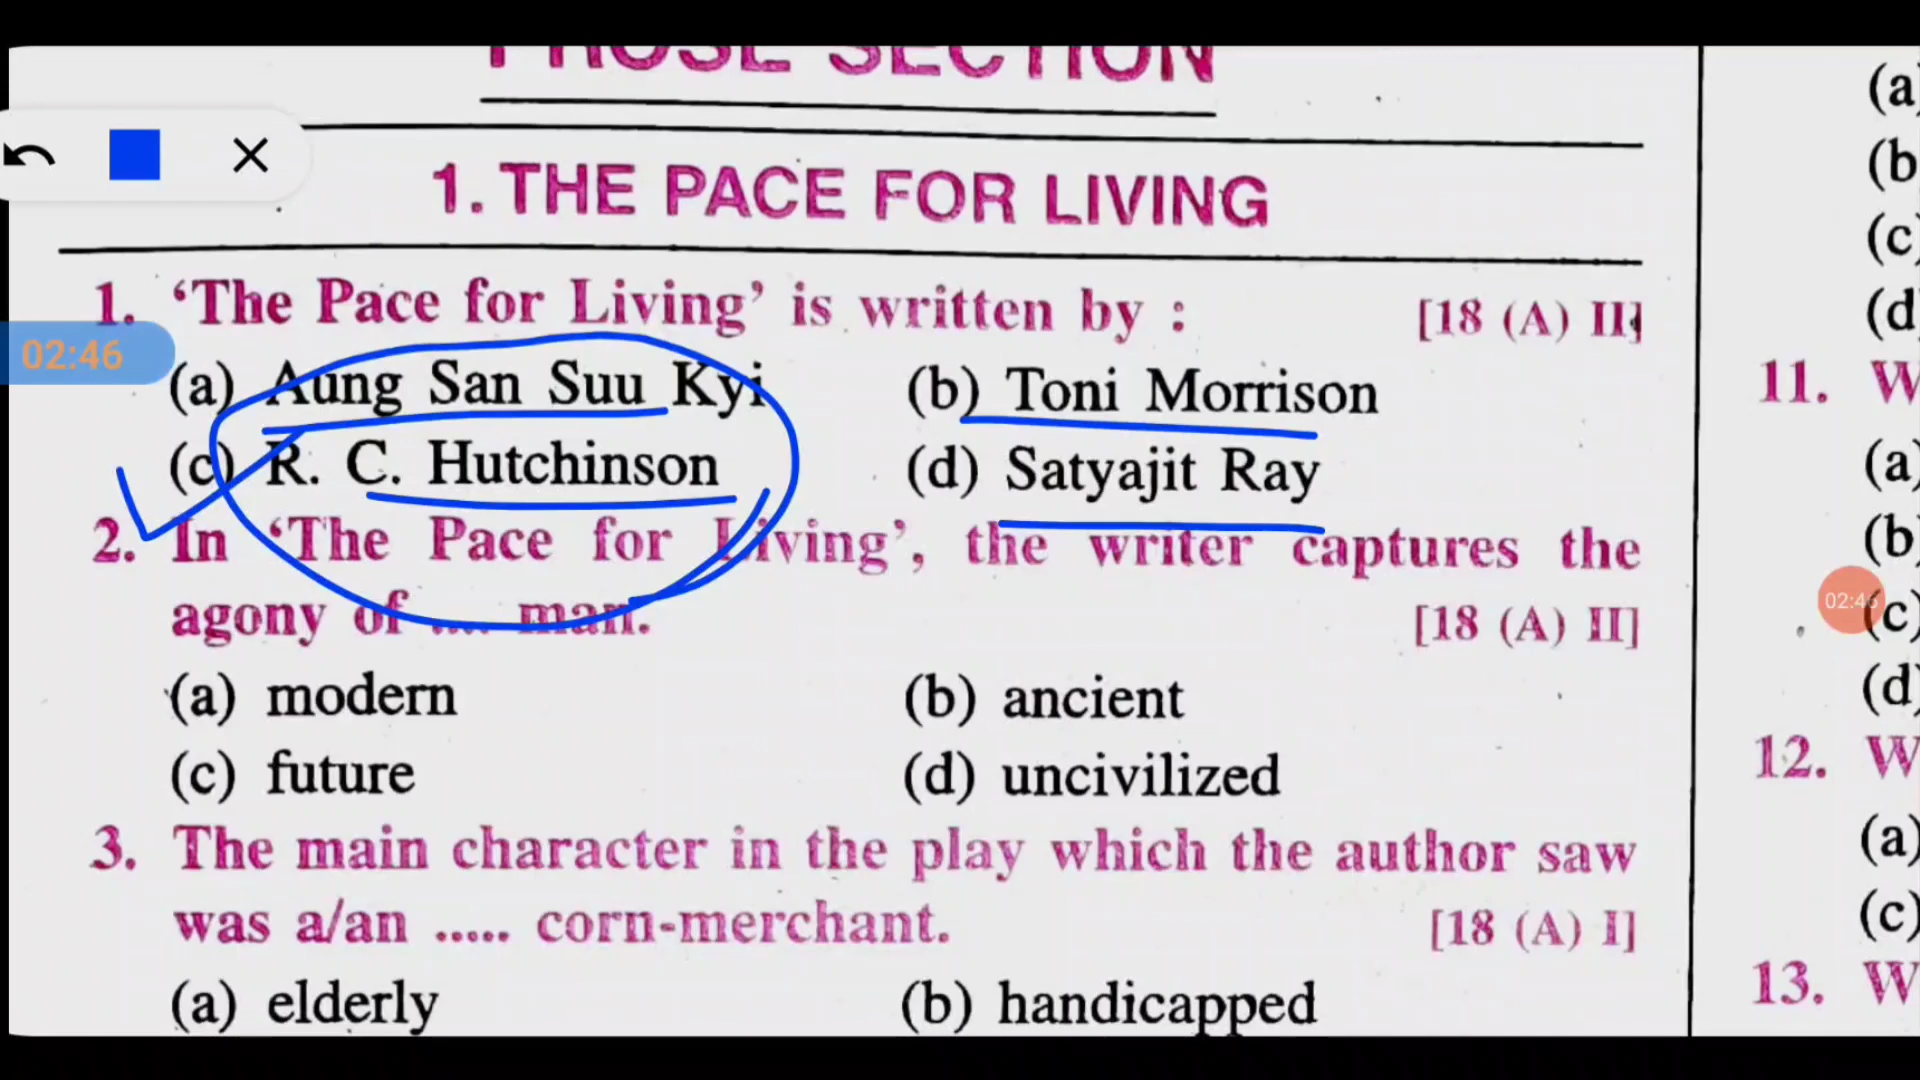 PROSE SECTION
1. THE PACE FOR LIVING
1. ‘The Pace for Living’ is written by : [18 (A) II]
02:46
(a) Aung San Suu Kyi (b) Toni Morrison
(c) R. C. Hutchinson (d) Satyajit Ray
2. In ‘The Pace for Living’, the writer captures the
agony of .... man. [18 (A) II]
(a) modern (b) ancient
(c) future (d) uncivilized
3. The main character in the play which the author saw
was a/an ..... corn-merchant. [18 (A) I]
(a) elderly (b) handicapped
(a)
(b
(c)
(d
11. W
(a)
(b)
02:46
(c)
(d)
12. W
(a)
(c)
13. W